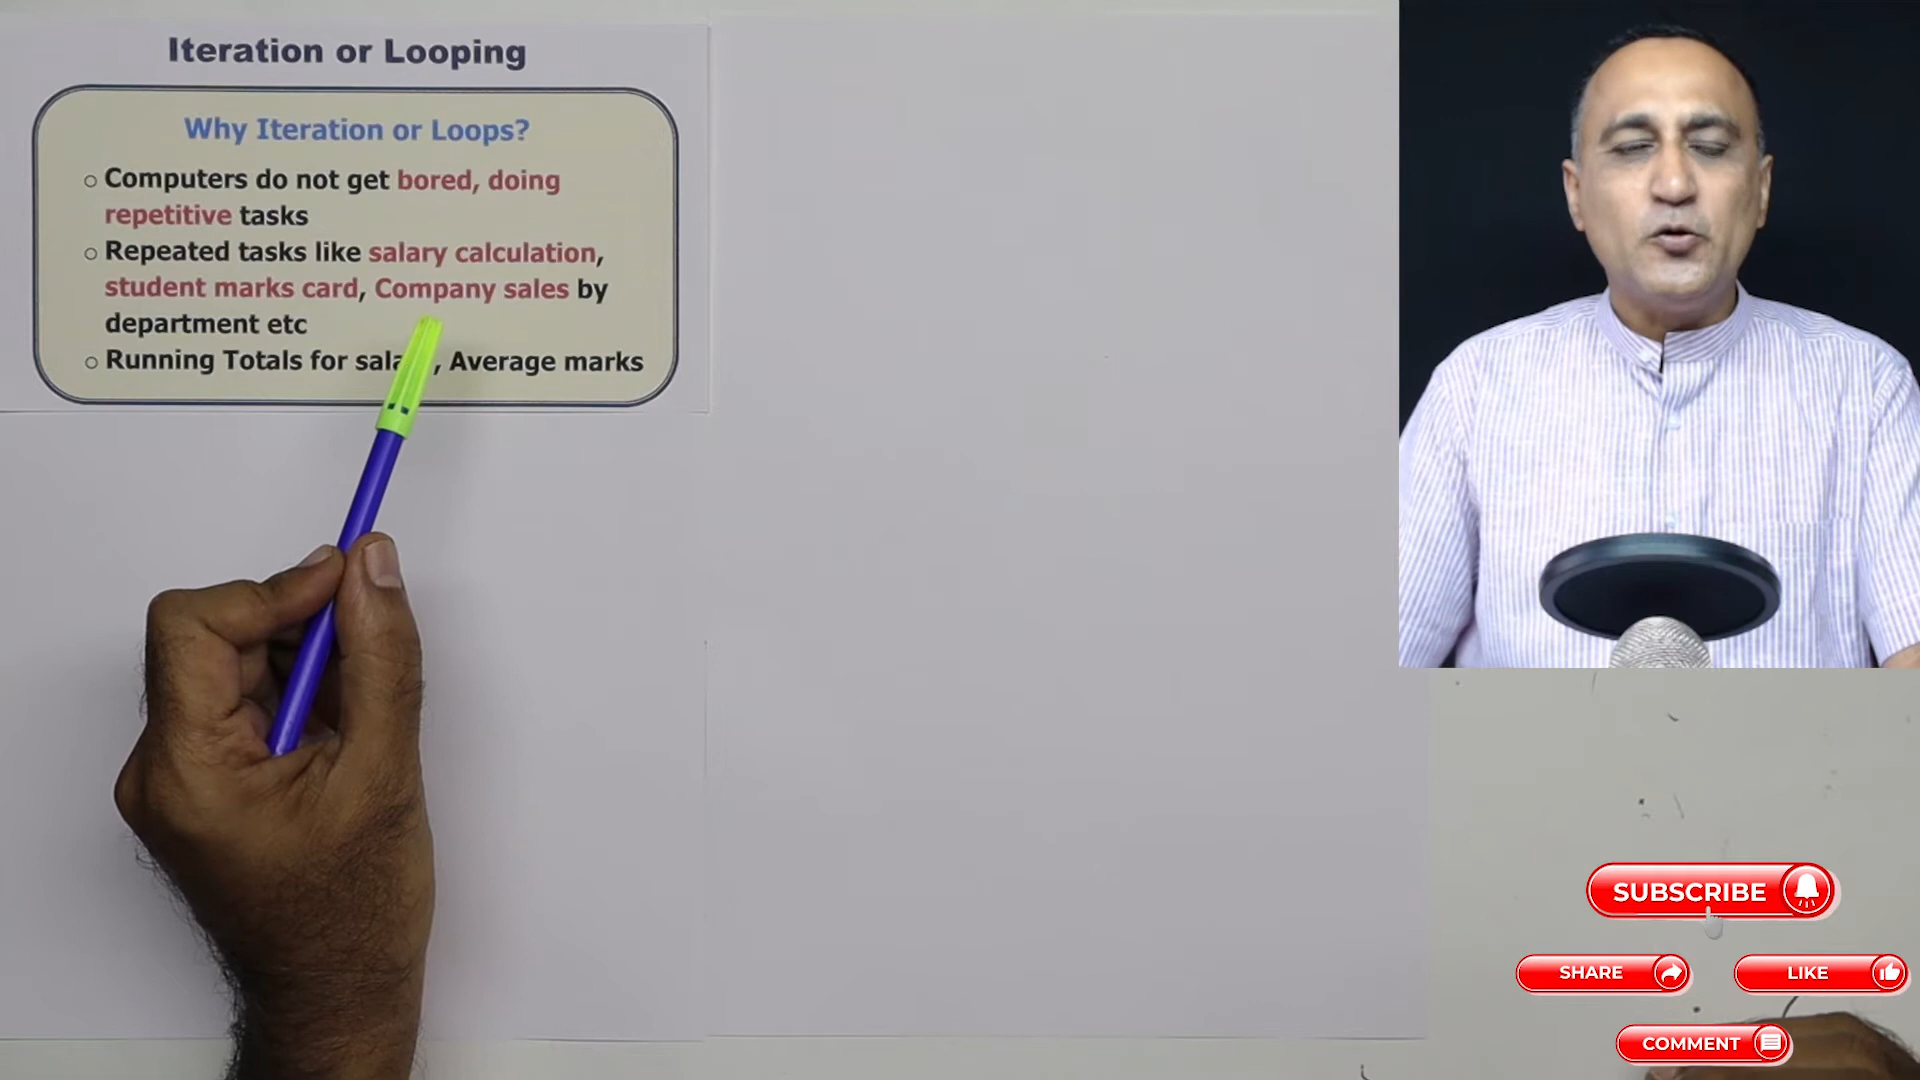 Iteration or Looping
Why Iteration or Loops?
Computers do not get bored, doing
repetitive tasks
Repeated tasks like salary calculation,
student marks card, Company sales by
department etc
Running Totals for , Average marks
SUBSCRIBE
SHARE
LIKE
COMMENT